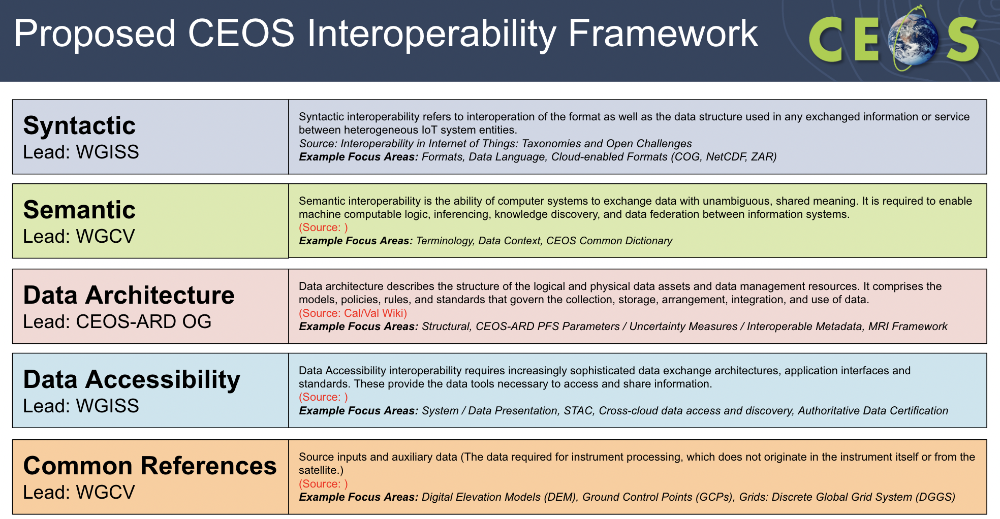 Proposed CEOS Interoperability Framework
CEOS
Syntactic
Lead: WGISS
Syntactic interoperability refers to interoperation of the format as well as the data structure used in any exchanged information or service
between heterogeneous IoT system entities.
Source: Interoperability in Internet of Things: Taxonomies and Open Challenges
Example Focus Areas: Formats, Data Language, Cloud-enabled Formats (COG, NetCDF, ZAR)
Semantic
Lead: WGCV
Semantic interoperability is the ability of computer systems to exchange data with unambiguous, shared meaning. It is required to enable
machine computable logic, inferencing, knowledge discovery, and data federation between information systems.
(Source: )
Example Focus Areas: Terminology, Data Context, CEOS Common Dictionary
Data Architecture
Lead: CEOS-ARD OG
Data architecture describes the structure of the logical and physical data assets and data management resources. It comprises the
models, policies, rules, and standards that govern the collection, storage, arrangement, integration, and use of data.
(Source: Cal/Val Wiki)
Example Focus Areas: Structural, CEOS-ARD PFS Parameters / Uncertainty Measures / Interoperable Metadata, MRI Framework
Data Accessibility
Lead: WGISS
Data Accessibility interoperability requires increasingly sophisticated data exchange architectures, application interfaces and
standards. These provide the data tools necessary to access and share information.
(Source: )
Example Focus Areas: System / Data Presentation, STAC, Cross-cloud data access and discovery, Authoritative Data Certification
Common References
Lead: WGCV
Source inputs and auxiliary data (The data required for instrument processing, which does not originate in the instrument itself or from the
satellite.)
(Source: )
Example Focus Areas: Digital Elevation Models (DEM), Ground Control Points (GCPs), Grids: Discrete Global Grid System (DGGS)